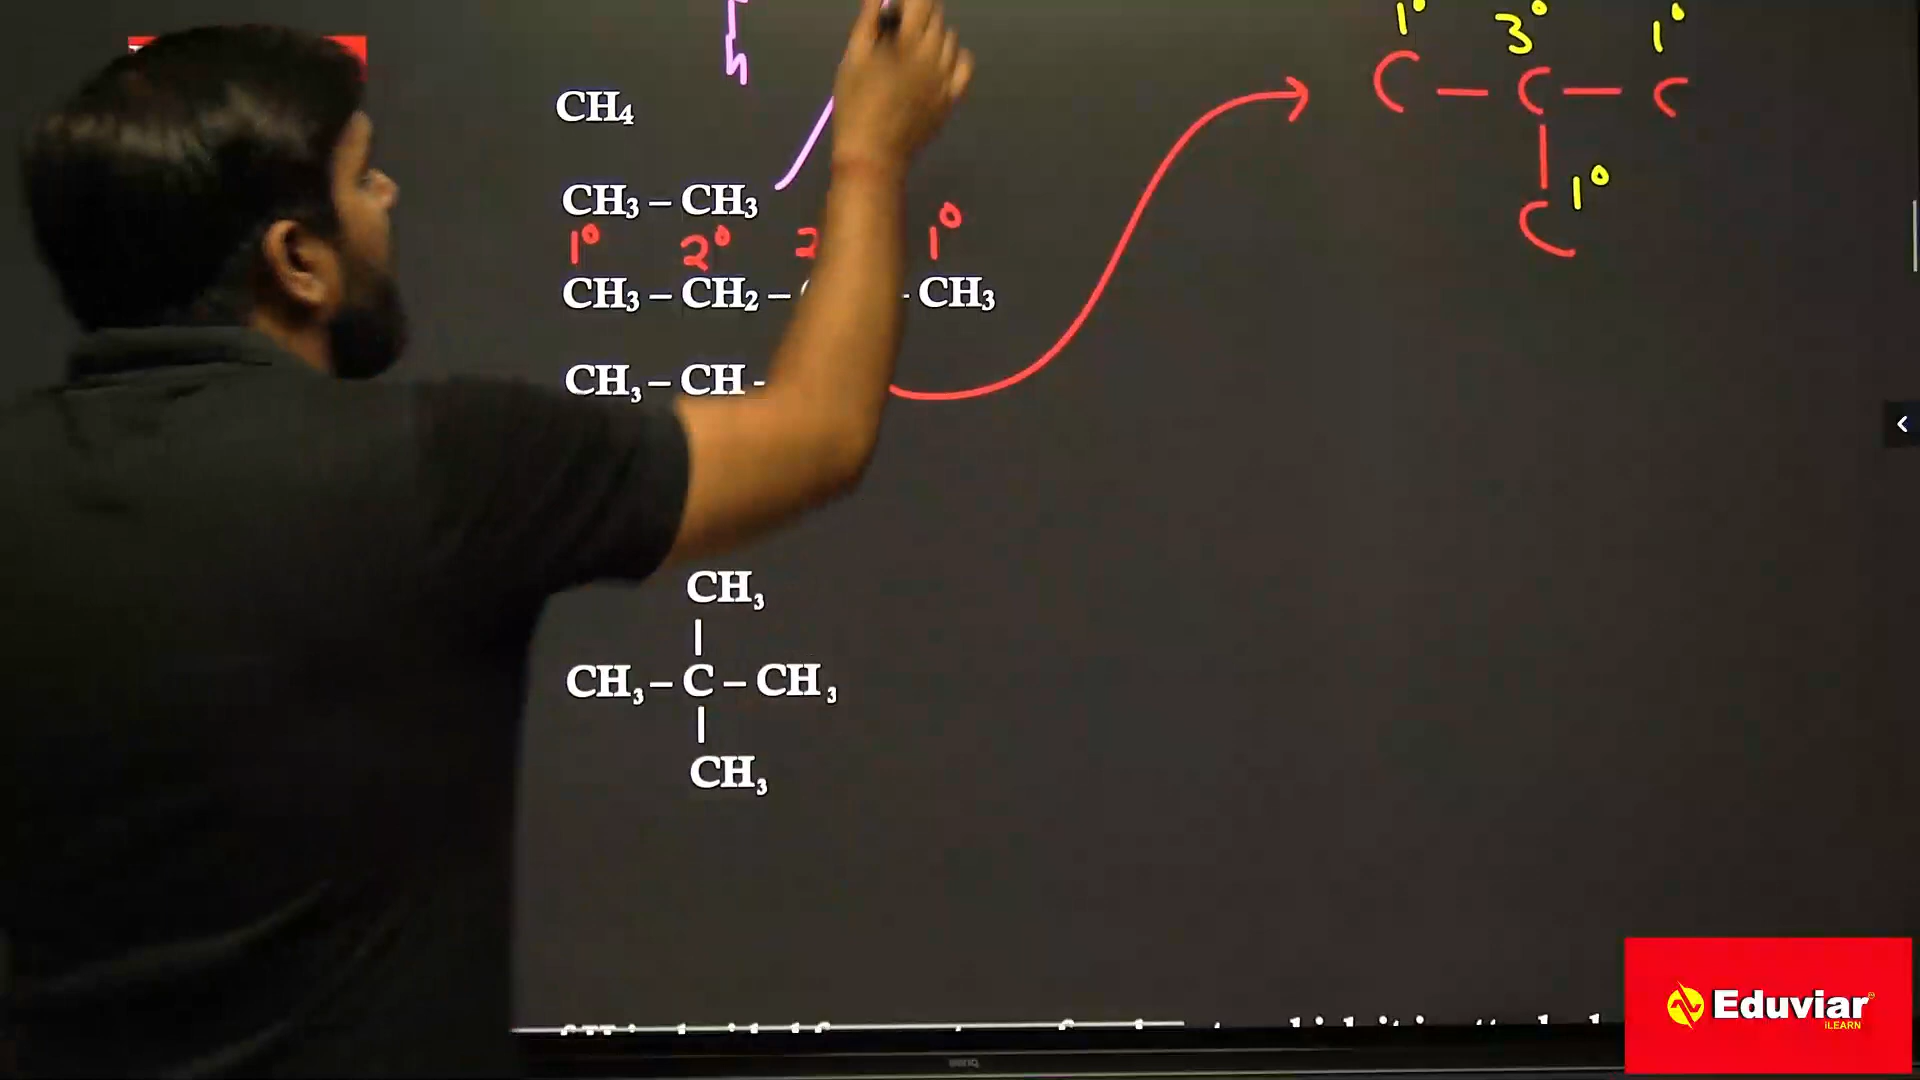 1° 3° 1°
C – C – C
|
1°
C
CH₄
CH₃ – CH₃
1° 2° 2 1°
CH₃ – CH₂ – - CH₃
CH₃ – CH -
CH₃
|
CH₃ – C – CH₃
|
CH₃
Eduviar
iLEARN